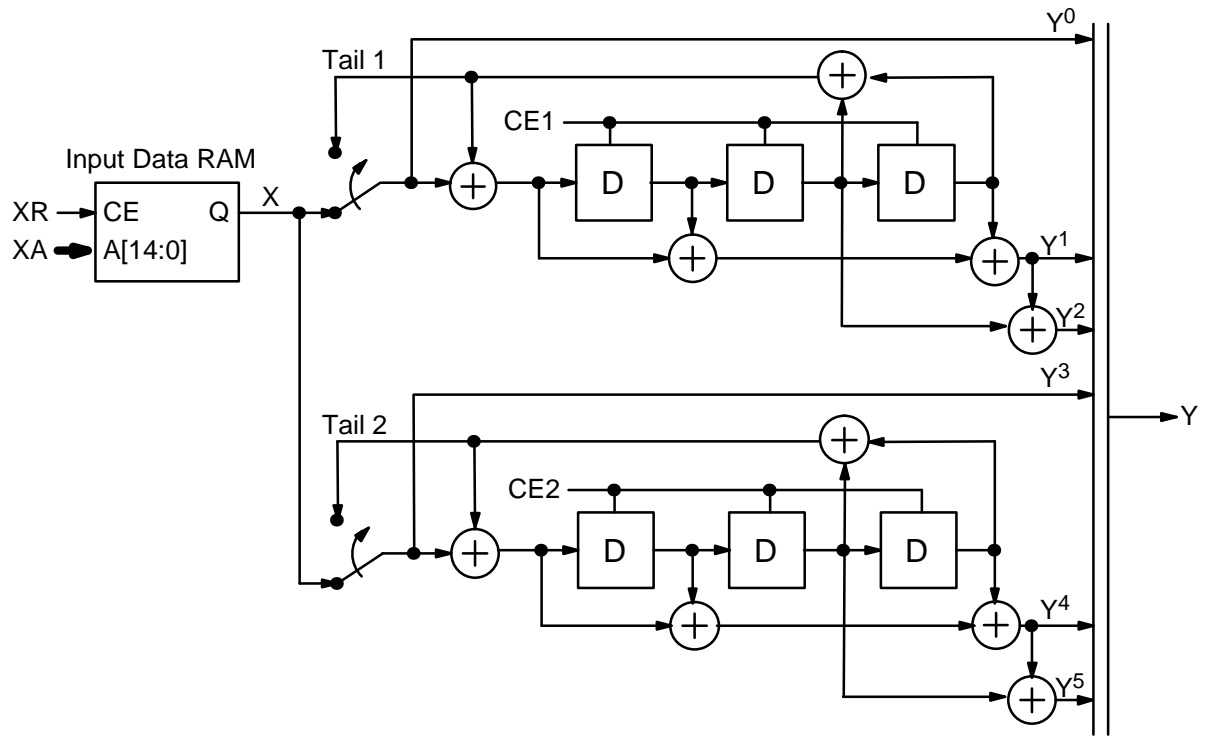 Y⁰
Tail 1
CE1
Input Data RAM
D D D
XR CE Q X
XA A[14:0]
Y¹
Y²
Y³
Y
Tail 2
CE2
D D D
Y⁴
Y⁵